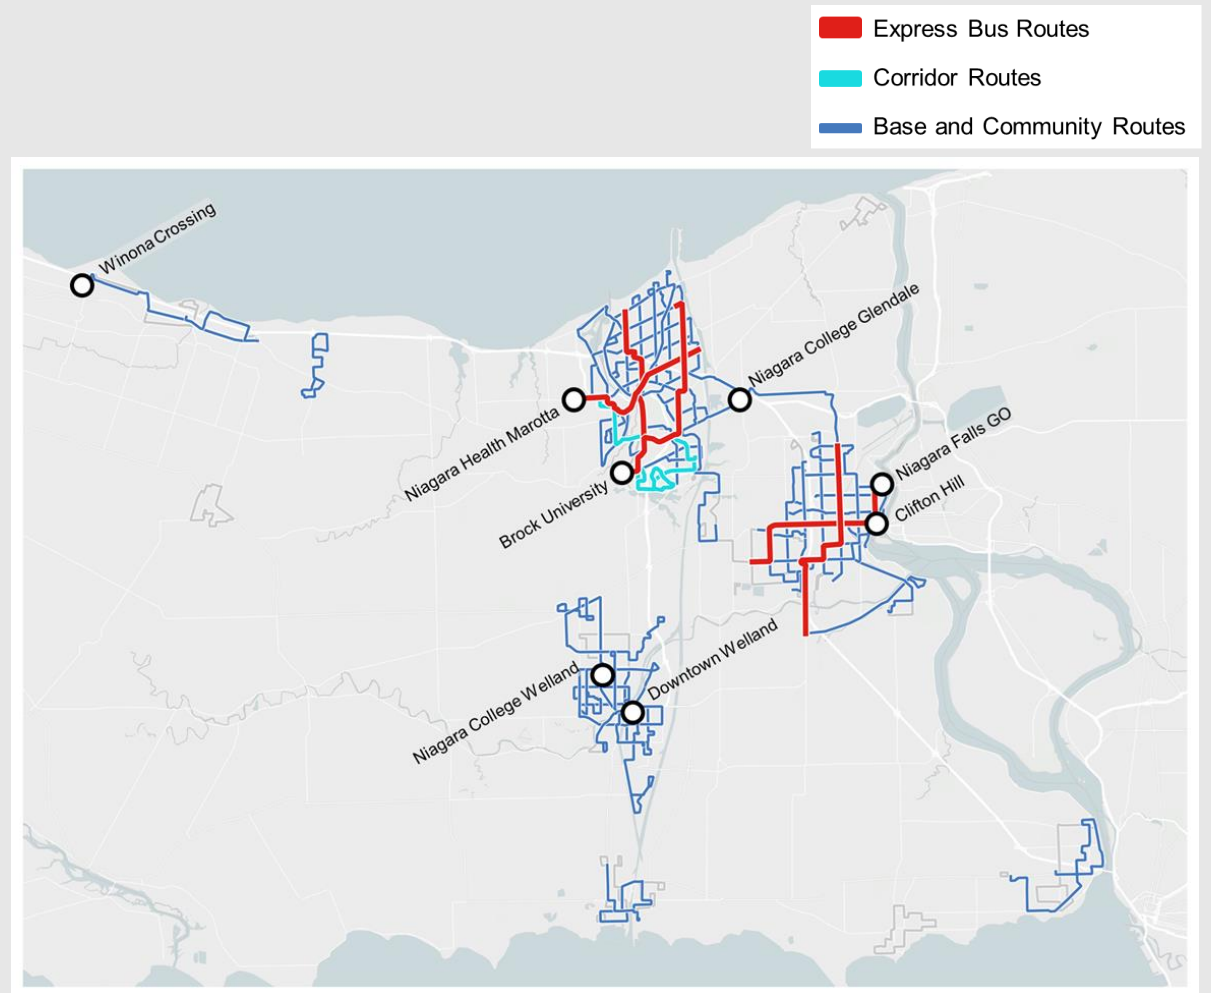 Express Bus Routes
Corridor Routes
Base and Community Routes
Winona Crossing
Niagara College Glendale
Niagara Health Marotta
Niagara Falls GO
Clifton Hill
Brock University
Downtown Welland
Niagara College Welland